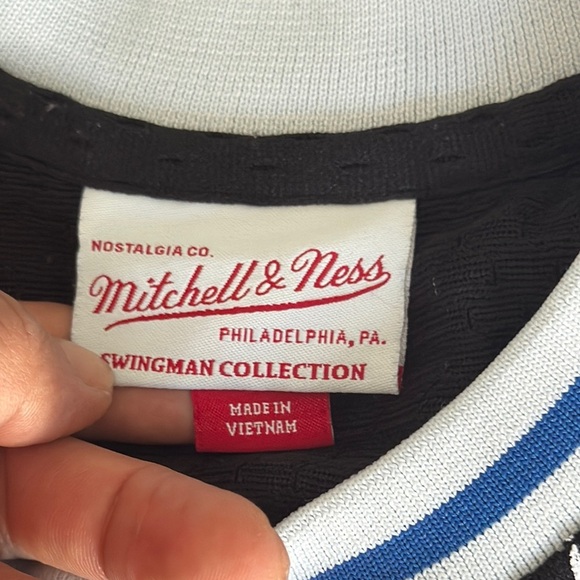 NOSTALGIA CO.
Mitchell & Ness
PHILADELPHIA, PA.
SWINGMAN COLLECTION
MADE IN
VIETNAM